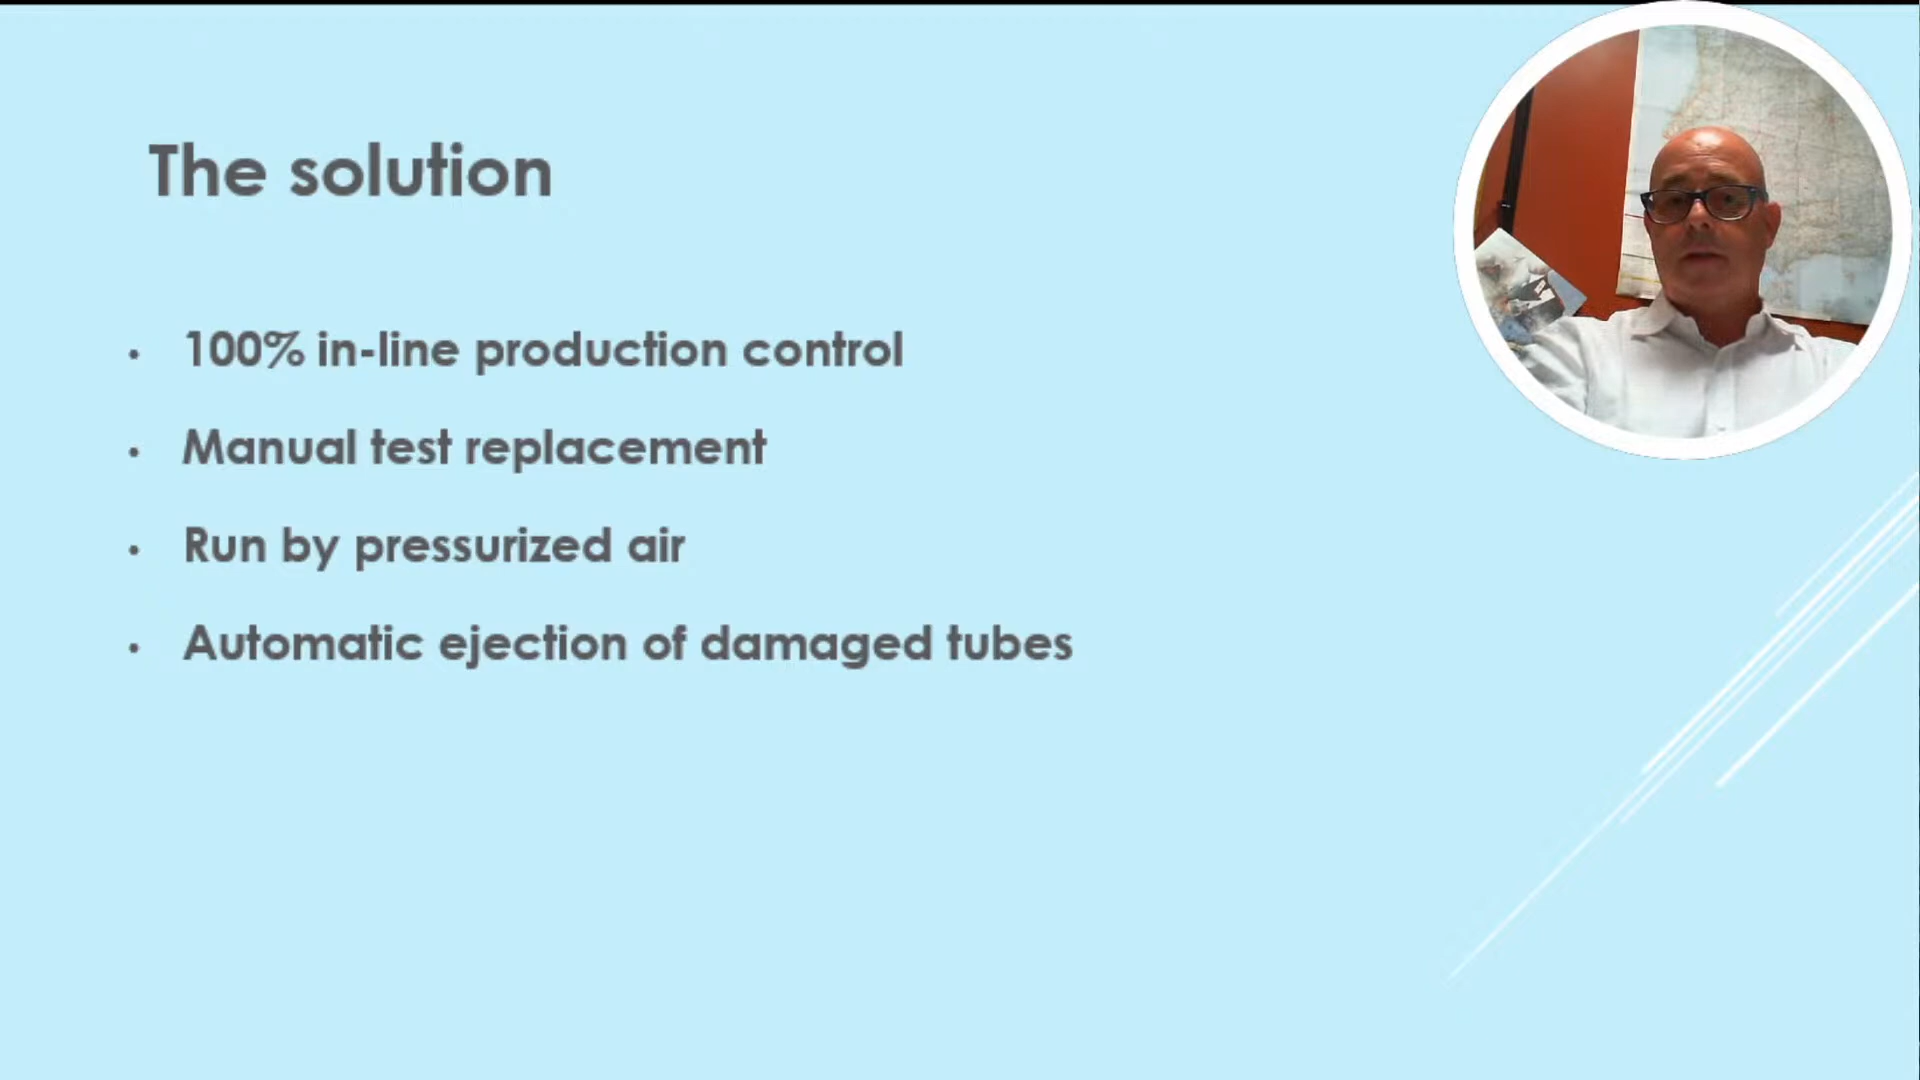 The solution
• 100% in-line production control
• Manual test replacement
• Run by pressurized air
• Automatic ejection of damaged tubes